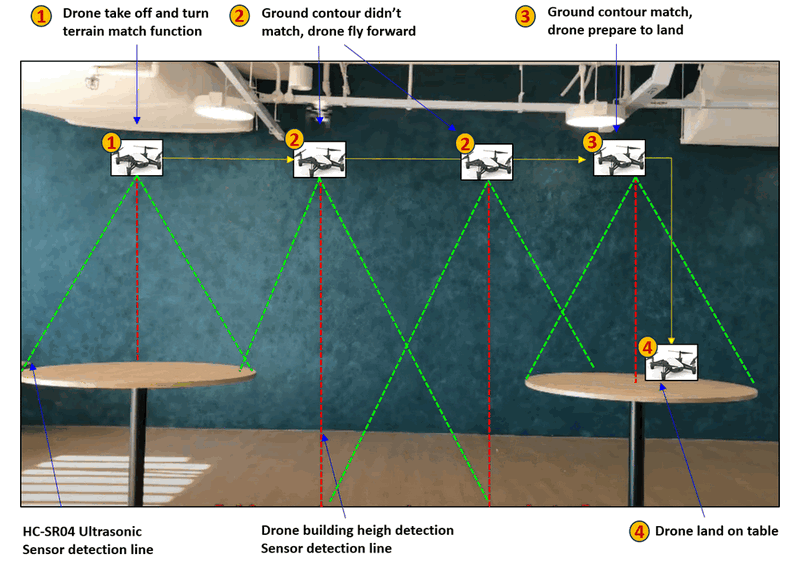 1 Drone take off and turn
terrain match function
2 Ground contour didn't
match, drone fly forward
3 Ground contour match,
drone prepare to land
1
2
2
3
4
HC-SR04 Ultrasonic
Sensor detection line
Drone building heigh detection
Sensor detection line
4 Drone land on table